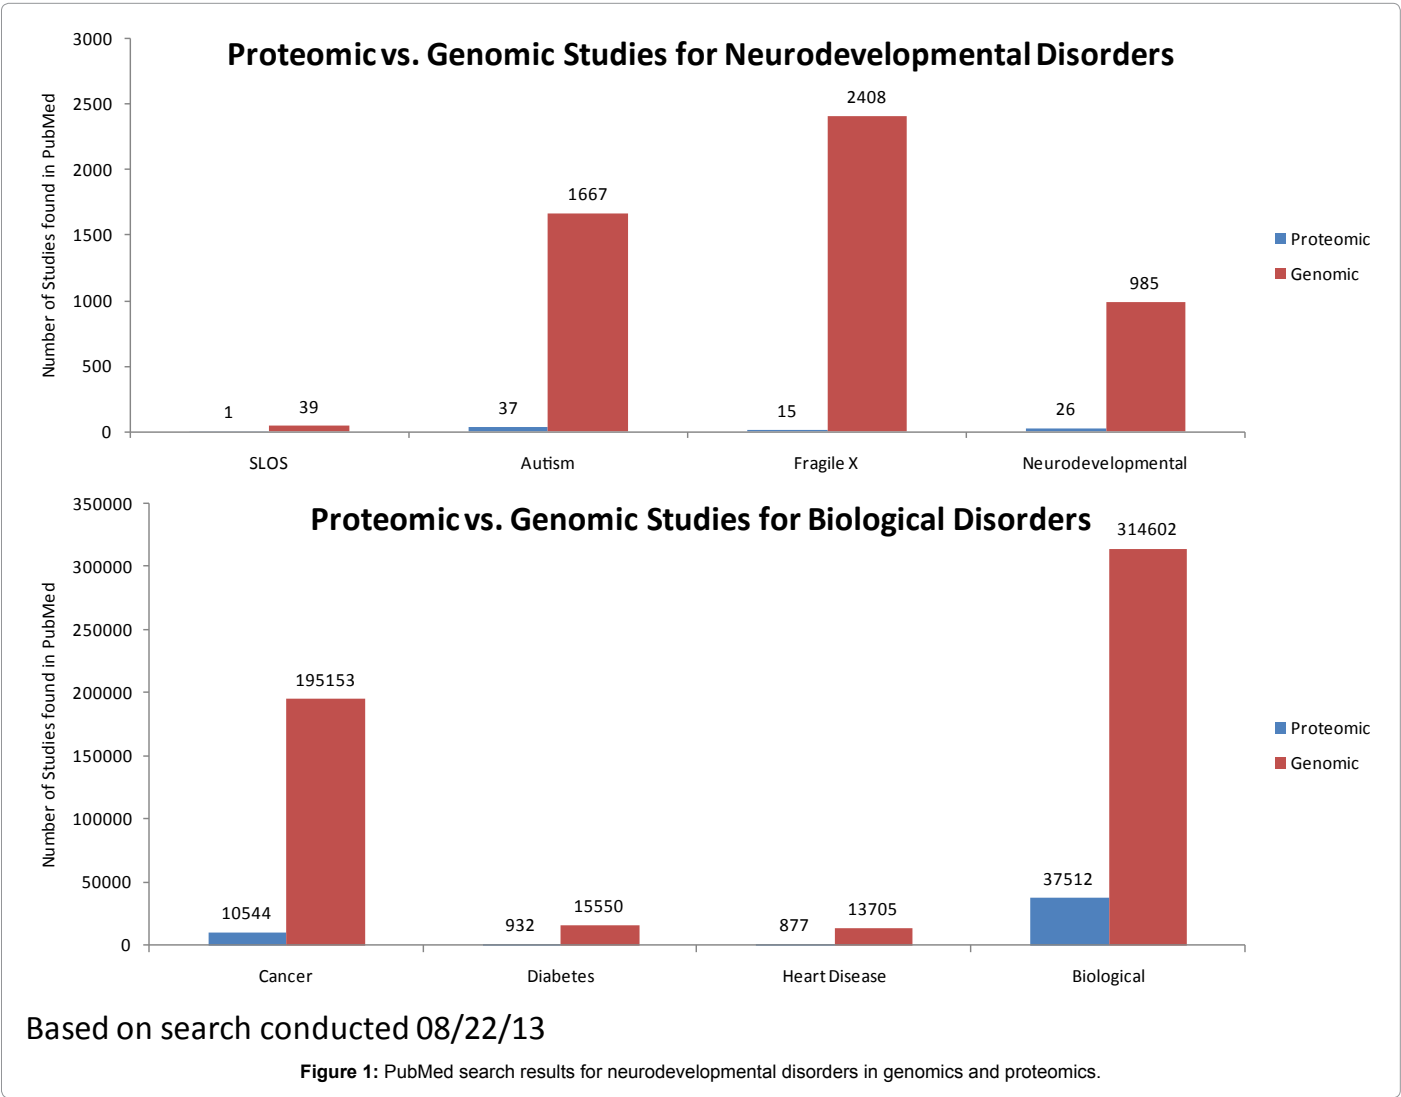 Proteomic vs. Genomic Studies for Neurodevelopmental Disorders
Number of Studies found in PubMed
3000
2500
2000
1500
1000
500
0
1
39
37
1667
15
2408
26
985
SLOS
Autism
Fragile X
Neurodevelopmental
Proteomic
Genomic
Proteomic vs. Genomic Studies for Biological Disorders
Number of Studies found in PubMed
350000
300000
250000
200000
150000
100000
50000
0
10544
195153
932
15550
877
13705
37512
314602
Cancer
Diabetes
Heart Disease
Biological
Proteomic
Genomic
Based on search conducted 08/22/13
Figure 1: PubMed search results for neurodevelopmental disorders in genomics and proteomics.